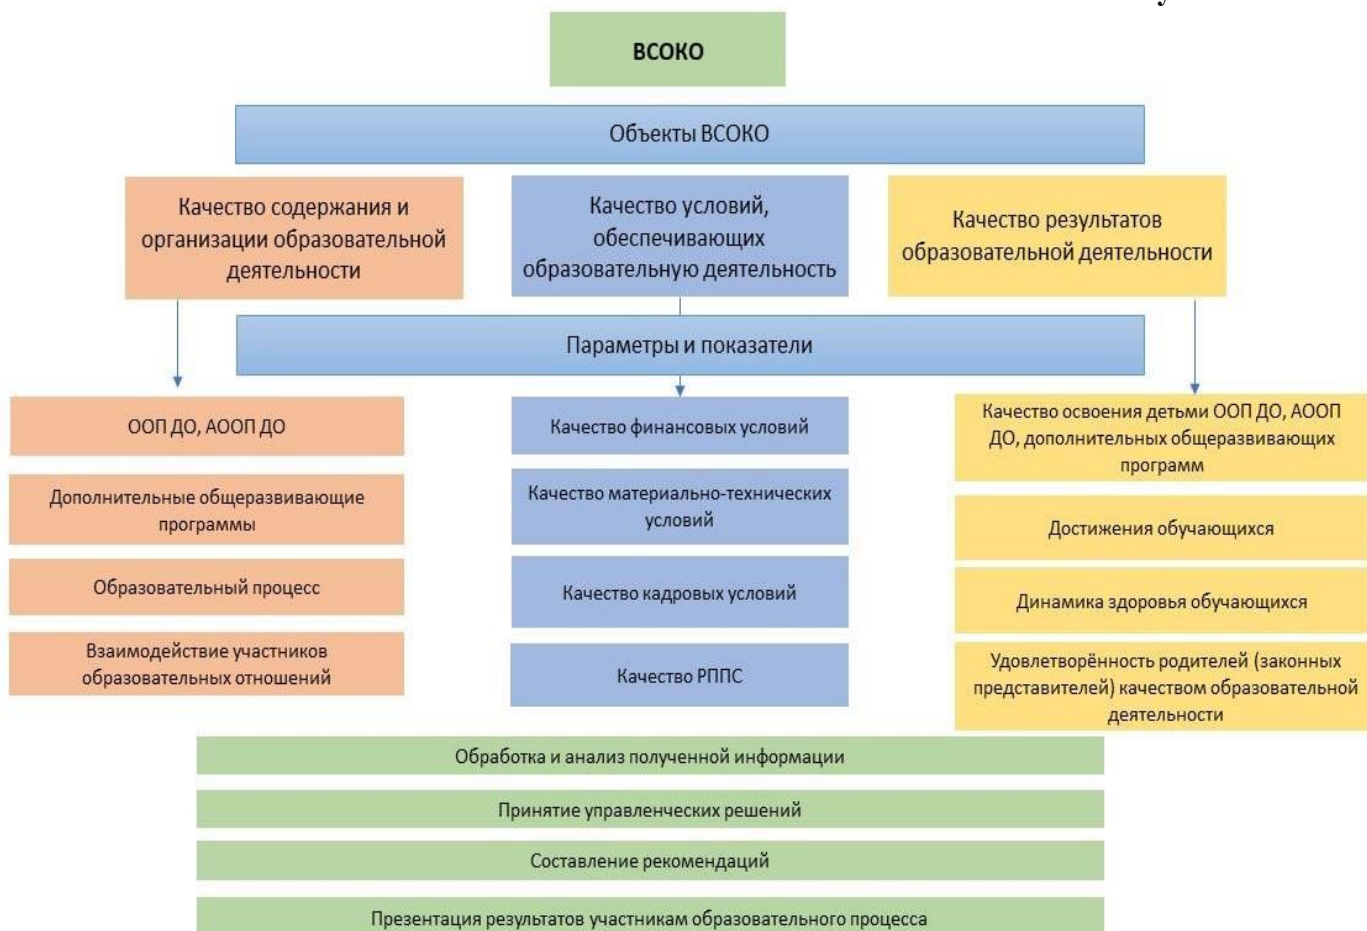 ВСОКО
Объекты ВСОКО
Качество содержания и
организации образовательной
деятельности
Качество условий,
обеспечивающих
образовательную деятельность
Качество результатов
образовательной деятельности
Параметры и показатели
ООП ДО, АООП ДО
Дополнительные общеразвивающие
программы
Образовательный процесс
Взаимодействие участников
образовательных отношений
Качество финансовых условий
Качество материально-технических
условий
Качество кадровых условий
Качество РППС
Качество освоения детьми ООП ДО, АООП
ДО, дополнительных общеразвивающих
программ
Достижения обучающихся
Динамика здоровья обучающихся
Удовлетворённость родителей (законных
представителей) качеством образовательной
деятельности
Обработка и анализ полученной информации
Принятие управленческих решений
Составление рекомендаций
Презентация результатов участникам образовательного процесса